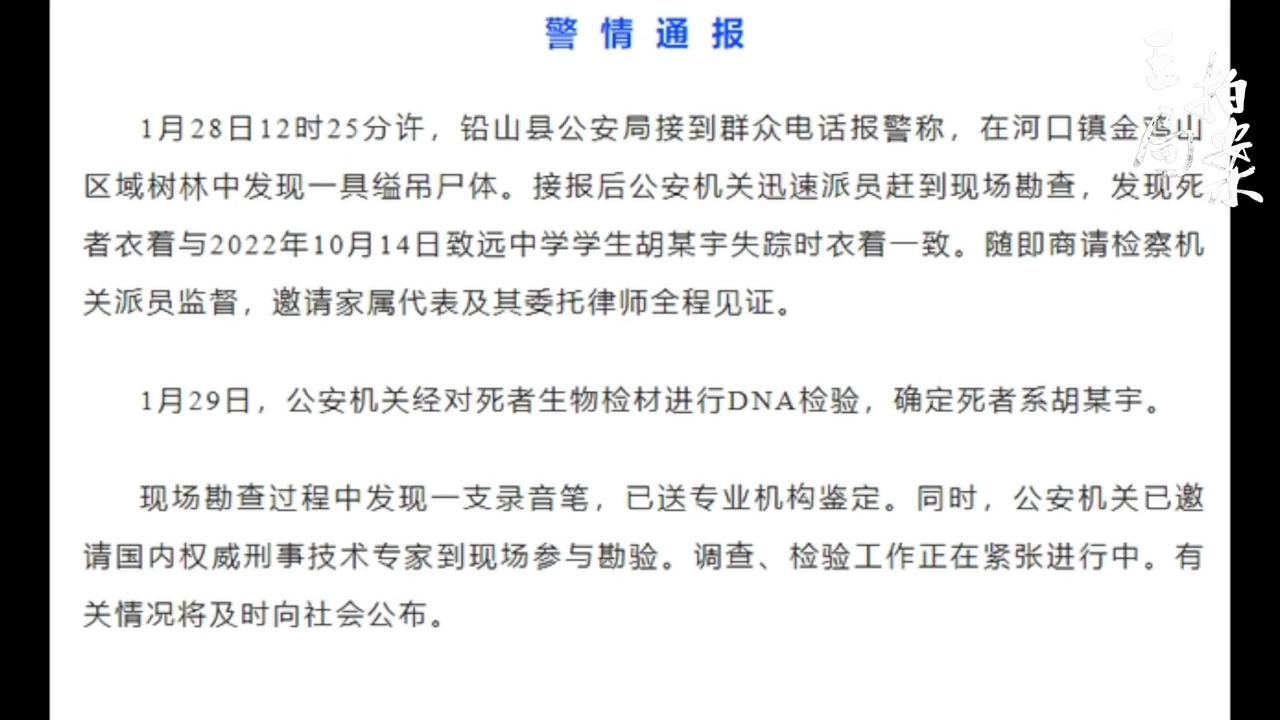 警情通报
王局拍案
1月28日12时25分许，铅山县公安局接到群众电话报警称，在河口镇金鸡山
区域树林中发现一具缢吊尸体。接报后公安机关迅速派员赶到现场勘查，发现死
者衣着与2022年10月14日致远中学学生胡某宇失踪时衣着一致。随即商请检察机
关派员监督，邀请家属代表及其委托律师全程见证。
1月29日，公安机关经对死者生物检材进行DNA检验，确定死者系胡某宇。
现场勘查过程中发现一支录音笔，已送专业机构鉴定。同时，公安机关已邀
请国内权威刑事技术专家到现场参与勘验。调查、检验工作正在紧张进行中。有
关情况将及时向社会公布。